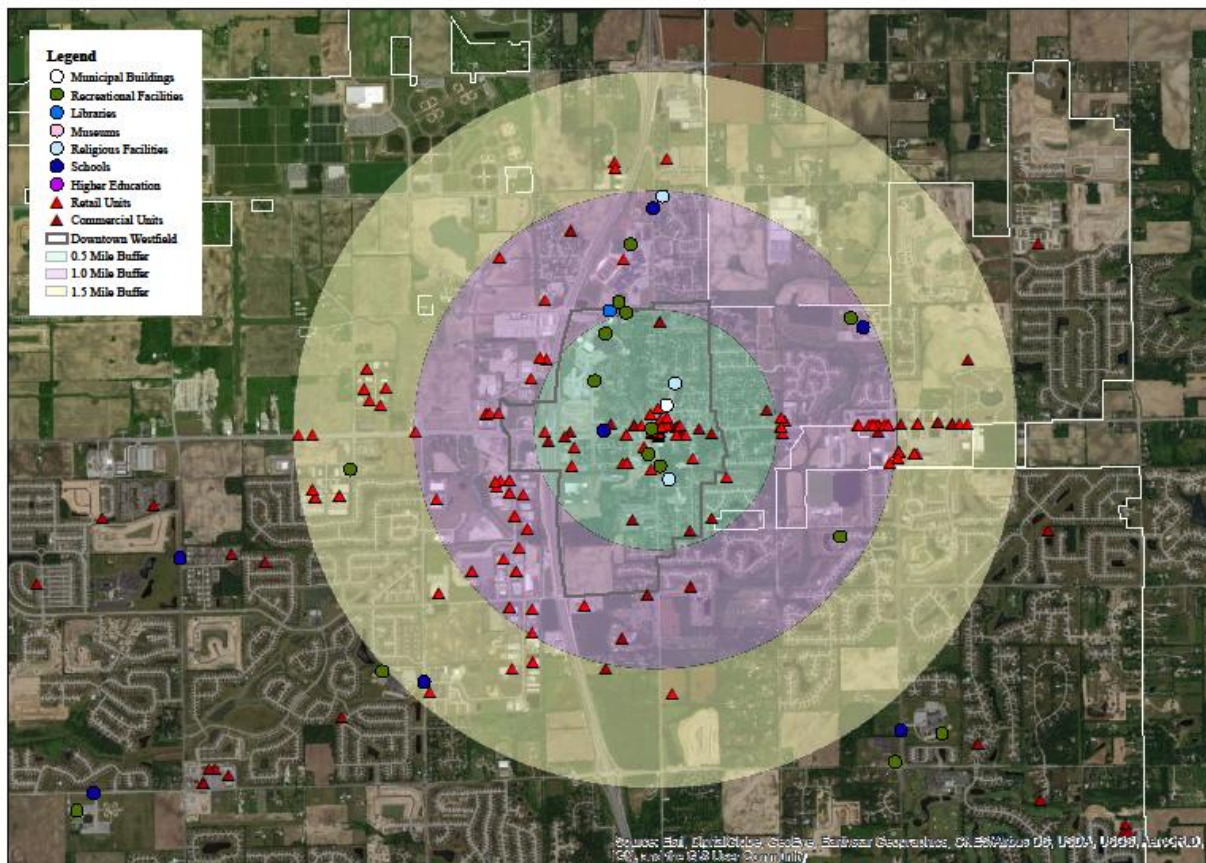 Legend
Municipal Buildings
Recreational Facilities
Libraries
Museums
Religious Facilities
Schools
Higher Education
Retail Units
Commercial Units
Downtown Westfield
0.5 Mile Buffer
1.0 Mile Buffer
1.5 Mile Buffer
Source: Esri, DigitalGlobe, GeoEye, Earthstar Geographics, CNES/Airbus DS, USDA, USGS, AeroGRID,
IGN, and the GIS User Community